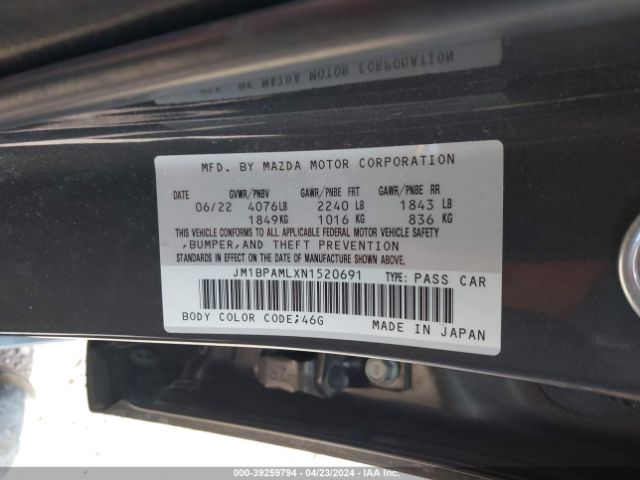 MFD. BY MAZDA MOTOR CORPORATION
DATE GVWR/PNBV GAWR/PNBE FRT GAWR/PNBE RR
06/22 4076LB 2240 LB 1843 LB
1849KG 1016 KG 836 KG
THIS VEHICLE CONFORMS TO ALL APPLICABLE FEDERAL MOTOR VEHICLE SAFETY
,BUMPER,AND THEFT PREVENTION
STANDARDS IN EFFECT ON THE DATE OF MANUFACTURE SHOWN ABOVE.
JM1BPAMLXN1520691 TYPE: PASS CAR
BODY COLOR CODE;46G MADE IN JAPAN
000-39259794 - 04/23/2024 - IAAI.COM